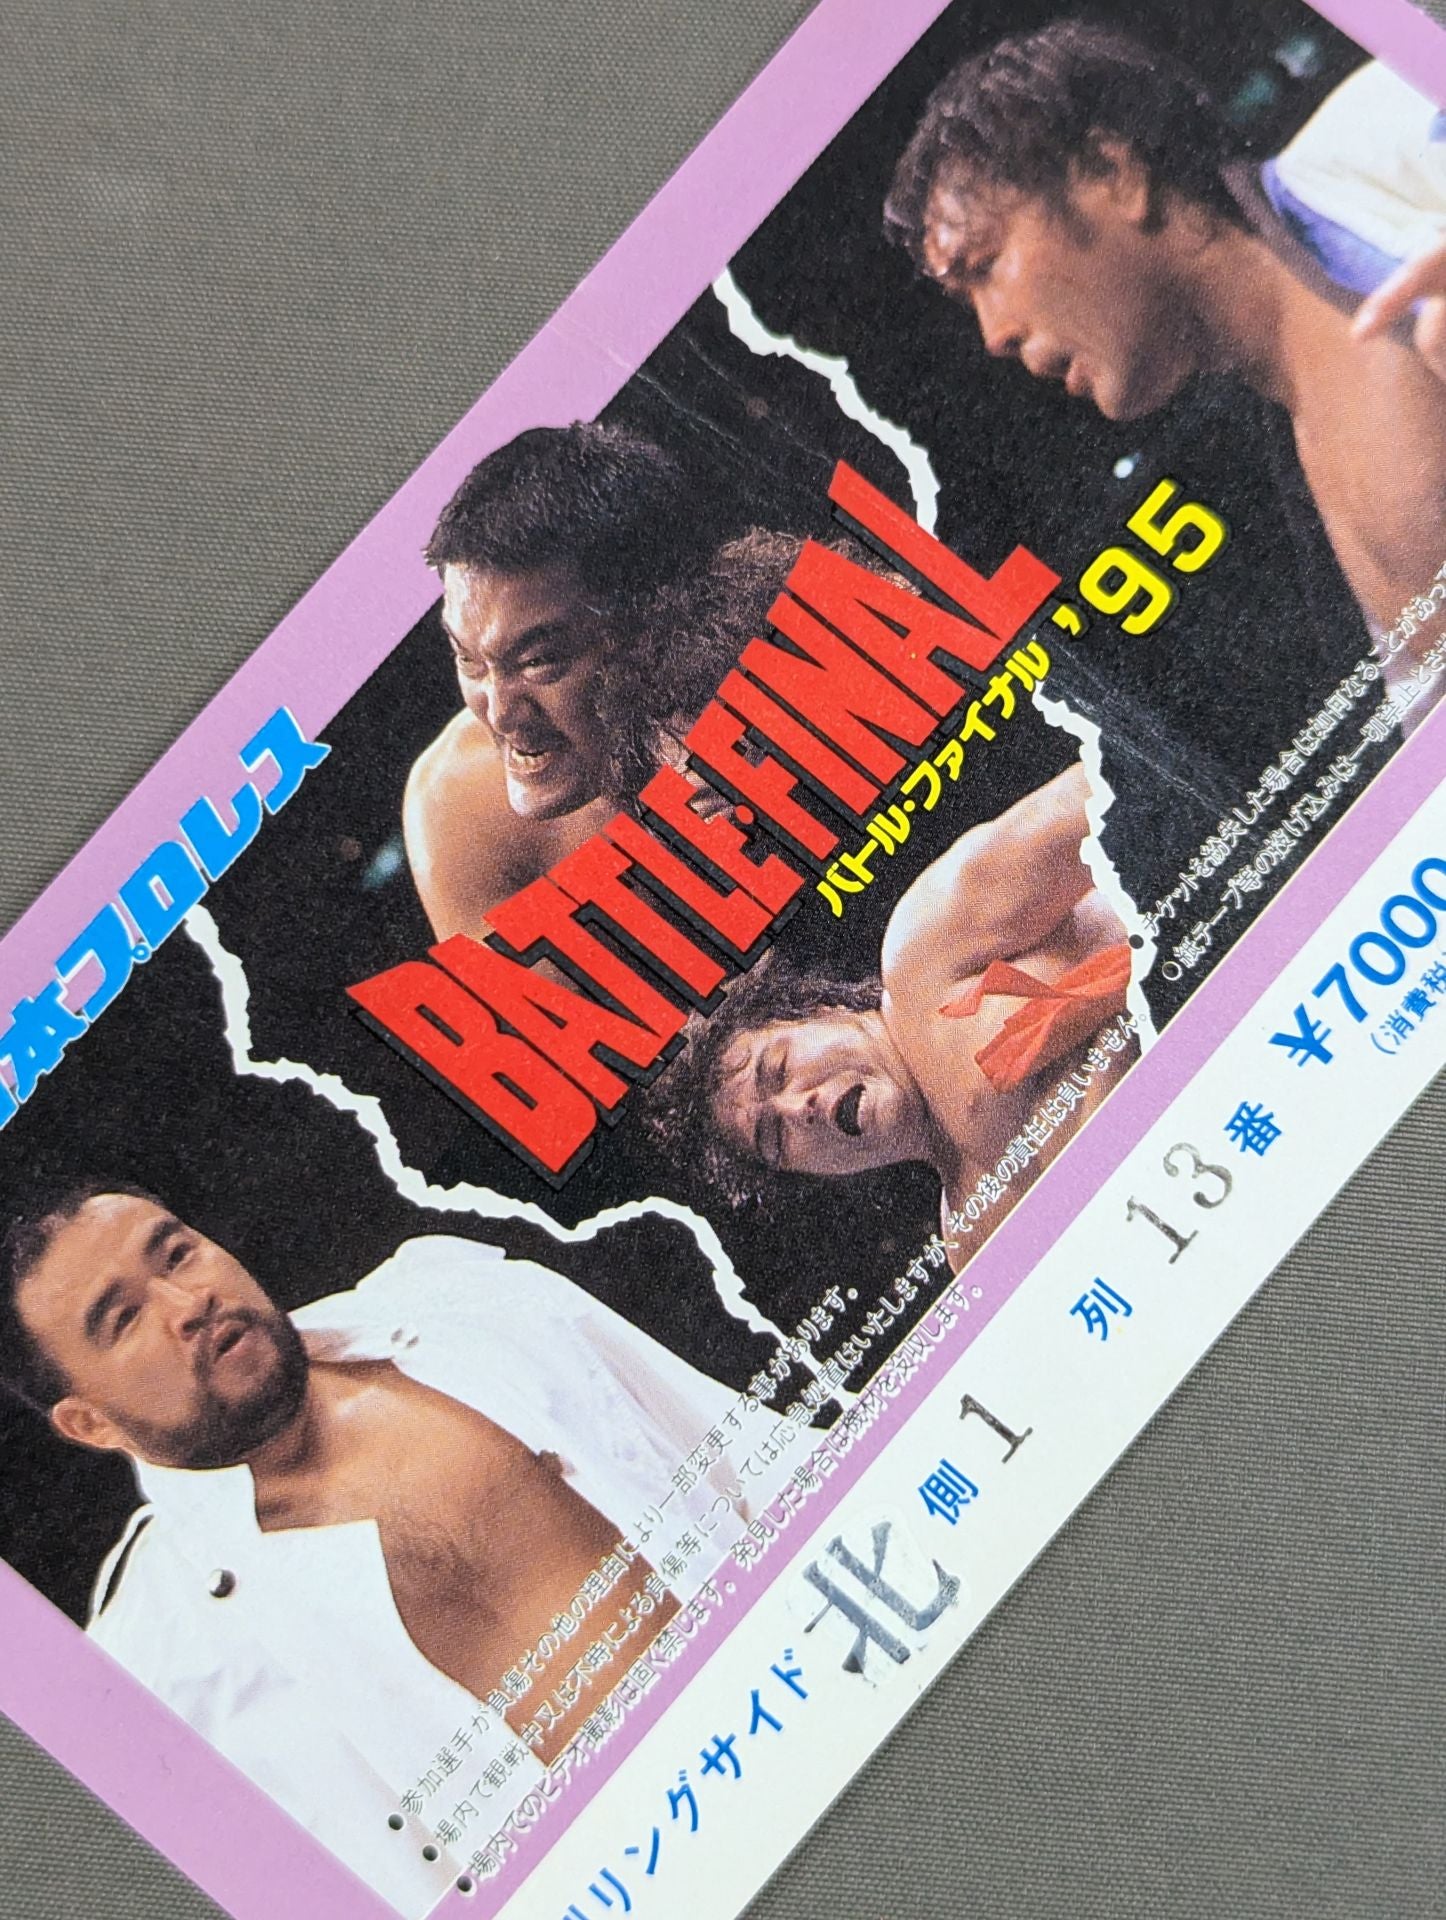 本プロレス
BATTLE・FINAL
バトル・ファイナル '95
●参加選手が負傷その他の理由により一部変更する事があります。
●場内で観戦中又は不時による負傷等については応急処置はいたしますが、その後の責任は負いません。
●場内でのビデオ撮影は固く禁じます。発見した場合は機材を没収します。
●チケットを紛失した場合は如何なることがあって
○紙テープ等の投げ込みは一切禁止とさせ
リングサイド 北 側 1 列 13 番 ¥7000
(消費税